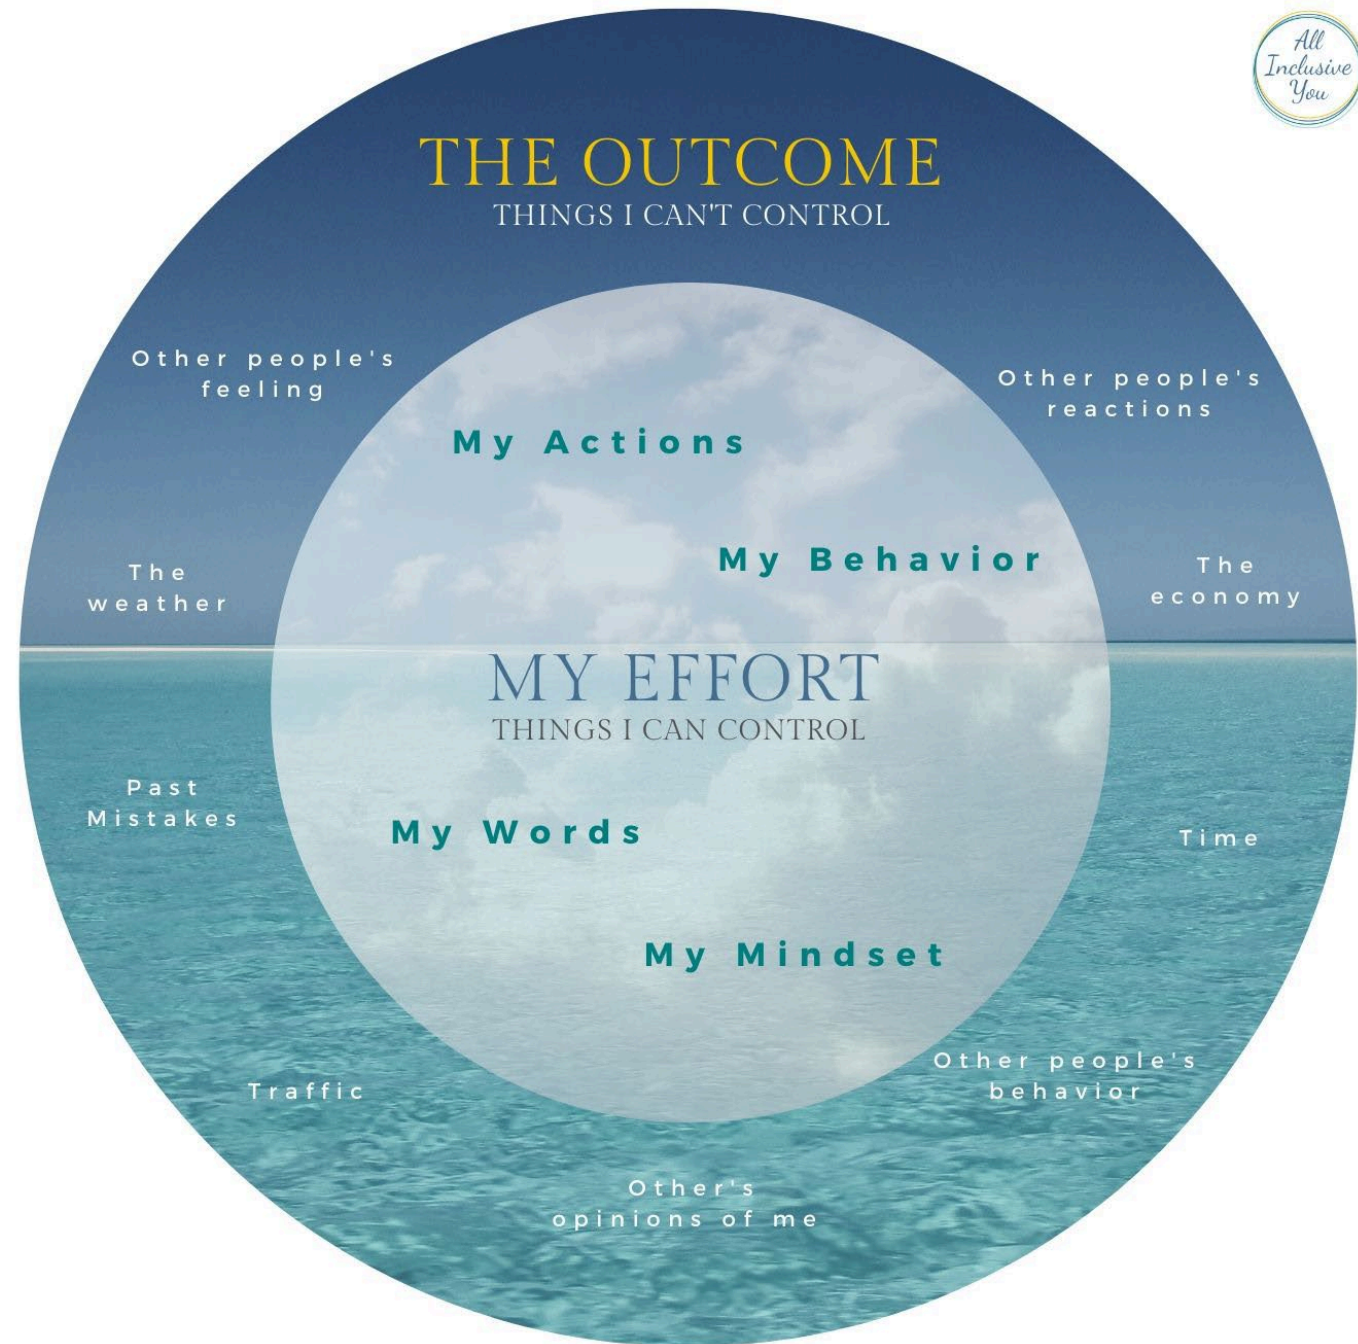 All
Inclusive
You
THE OUTCOME
THINGS I CAN'T CONTROL
Other people's
feeling
Other people's
reactions
My Actions
My Behavior
The
weather
The
economy
MY EFFORT
THINGS I CAN CONTROL
Past
Mistakes
My Words
Time
My Mindset
Traffic
Other people's
behavior
Other's
opinions of me